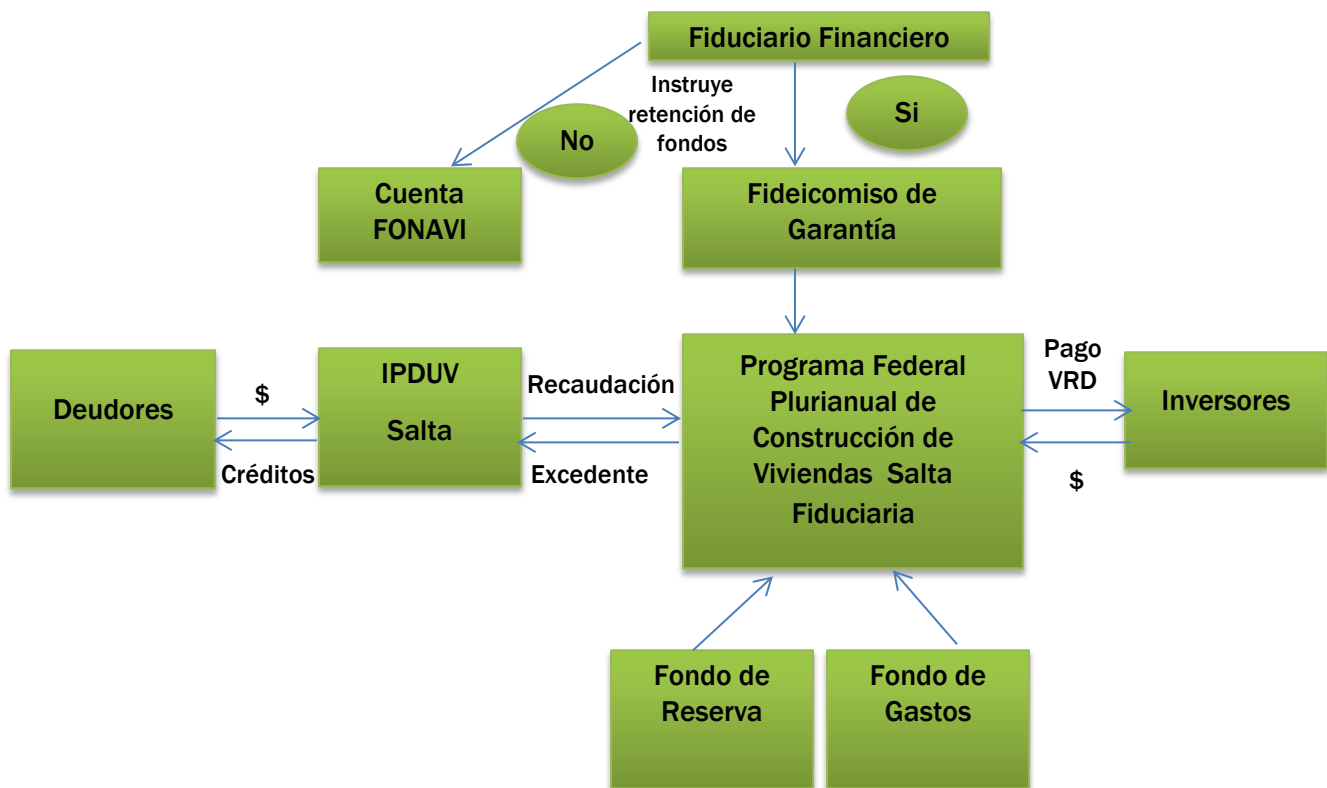 Fiduciario Financiero
Instruye
retención de
fondos
No
Si
Cuenta
FONAVI
Fideicomiso de
Garantía
Deudores
$
Créditos
IPDUV
Salta
Recaudación
Excedente
Programa Federal
Plurianual de
Construcción de
Viviendas Salta
Fiduciaria
Pago
VRD
$
Inversores
Fondo de
Reserva
Fondo de
Gastos